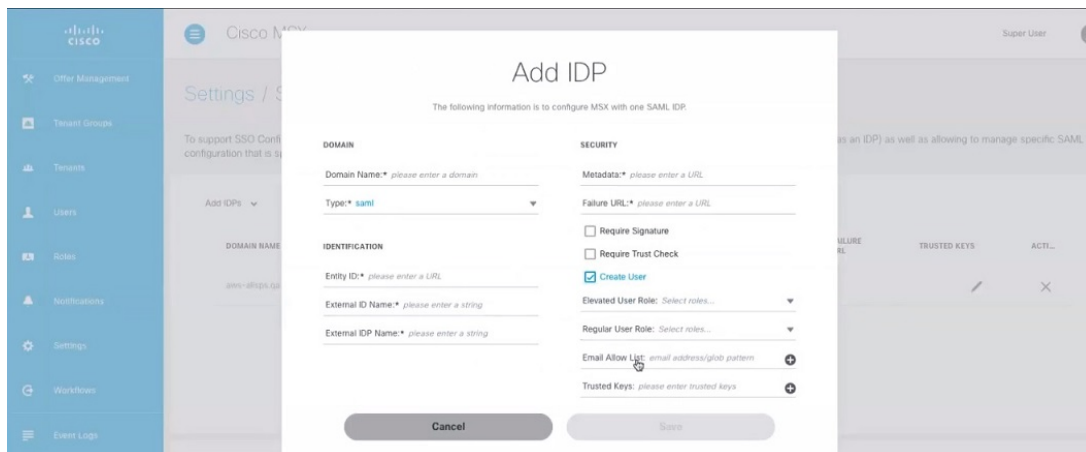 CISCO
Cisco MSX
Super User
Offer Management
Tenant Groups
Tenants
Users
Roles
Notifications
Settings
Workflows
Event Logs
Settings / S
To support SSO Confi
configuration that is s
as an IDP) as well as allowing to manage specific SAML
Add IDPs
DOMAIN NAME
TRUSTED KEYS
ACTI...
Add IDP
The following information is to configure MSX with one SAML IDP.
DOMAIN
Domain Name:* please enter a domain
Type:* saml
IDENTIFICATION
Entity ID:* please enter a URL
External ID Name:* please enter a string
External IDP Name:* please enter a string
SECURITY
Metadata:* please enter a URL
Failure URL:* please enter a URL
Require Signature
Require Trust Check
Create User
Elevated User Role: Select roles...
Regular User Role: Select roles...
Email Allow List: email address/glob pattern
Trusted Keys: please enter trusted keys
Cancel
Save